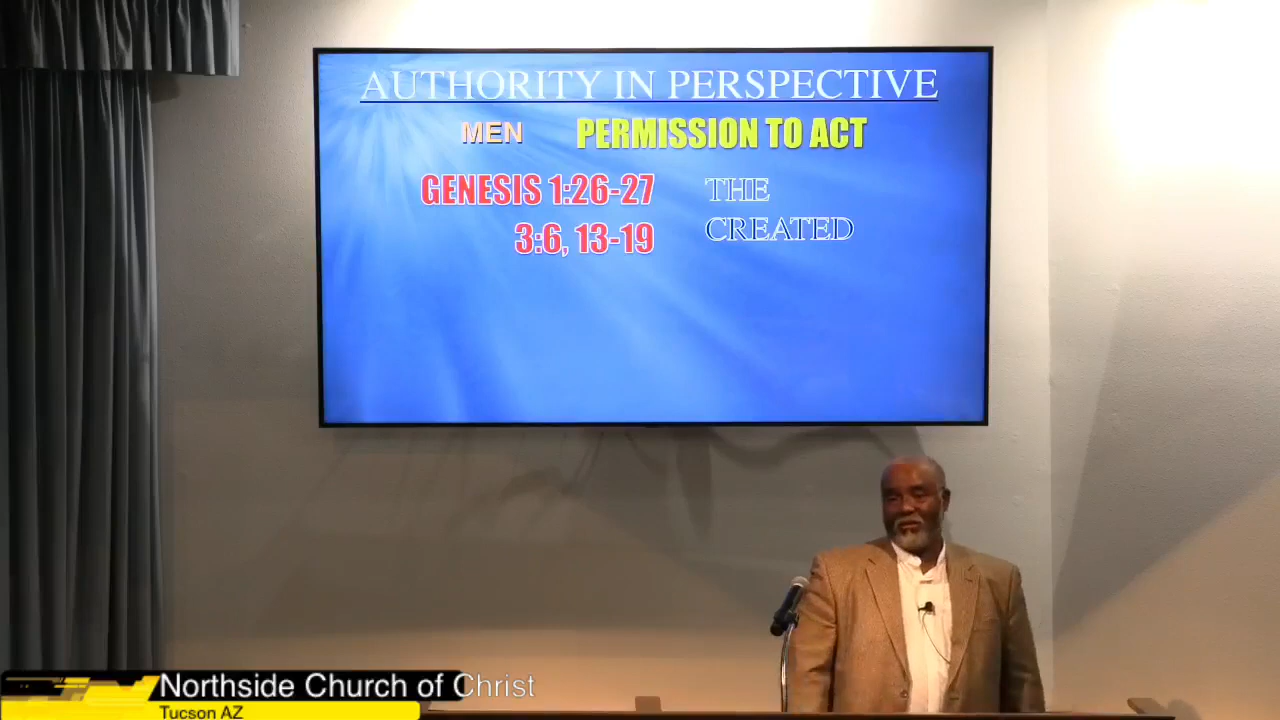 AUTHORITY IN PERSPECTIVE
MEN PERMISSION TO ACT
GENESIS 1:26-27 THE
3:6, 13-19 CREATED
Northside Church of Christ
Tucson AZ